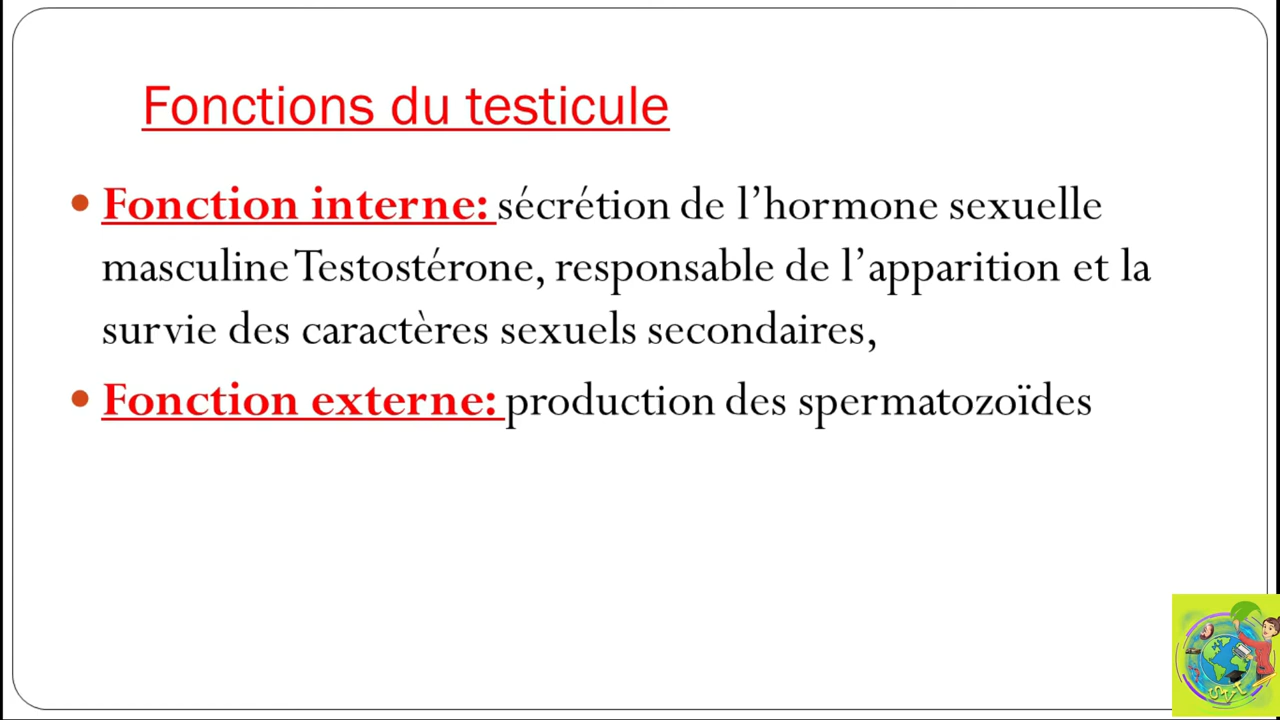 Fonctions du testicule
• Fonction interne: sécrétion de l’hormone sexuelle
masculine Testostérone, responsable de l’apparition et la
survie des caractères sexuels secondaires,
• Fonction externe: production des spermatozoïdes
SVT